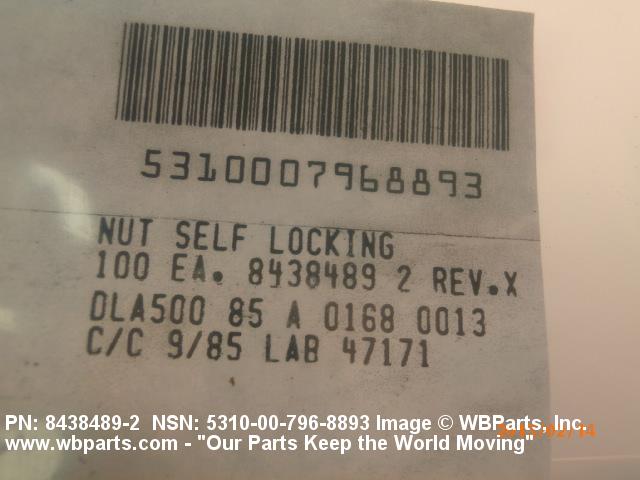 5310007968893
NUT SELF LOCKING
100 EA. 8438489 2 REV.X
DLA500 85 A 0168 0013
C/C 9/85 LAB 47171
PN: 8438489-2 NSN: 5310-00-796-8893 Image © WBParts, Inc.
www.wbparts.com - "Our Parts Keep the World Moving"